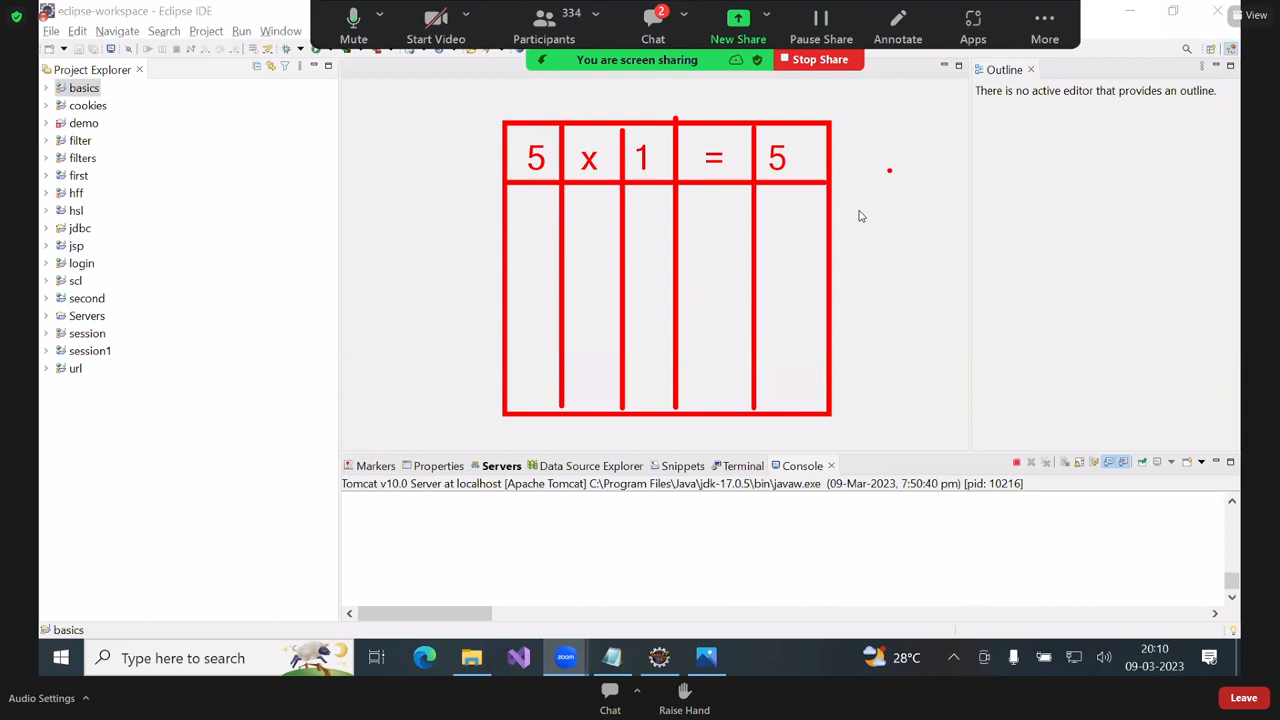 eclipse-workspace - Eclipse IDE
File Edit Navigate Search Project Run Window
Mute Start Video Participants 334 Chat 2 New Share Pause Share Annotate Apps More
View
You are screen sharing Stop Share
Project Explorer
Outline
There is no active editor that provides an outline.
basics
cookies
demo
filter
filters
first
hff
hsl
jdbc
jsp
login
scl
second
Servers
session
session1
url
5 x 1 = 5
Markers Properties Servers Data Source Explorer Snippets Terminal Console
Tomcat v10.0 Server at localhost [Apache Tomcat] C:\Program Files\Java\jdk-17.0.5\bin\javaw.exe (09-Mar-2023, 7:50:40 pm) [pid: 10216]
basics
Type here to search
zoom
28°C
20:10
09-03-2023
Audio Settings
Chat
Raise Hand
Leave